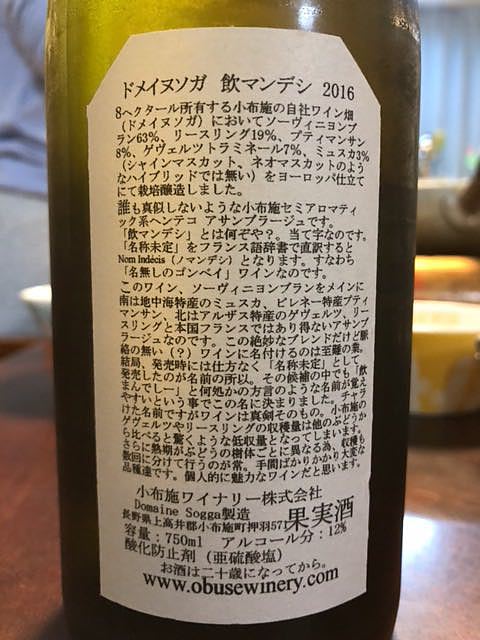 ドメイヌソガ 飲マンデシ 2016
8ヘクタール所有する小布施の自社ワイン畑
(ドメイヌソガ)においてソーヴィニヨンブ
ラン63%、リースリング19%、プティマンサン
8%、ゲヴェルツトラミネール7%、ミュスカ3%
(シャインマスカット、ネオマスカットのよう
なハイブリッドでは無い)をヨーロッパ仕立て
にて栽培醸造しました。
誰も真似しないような小布施セミアロマティ
ック系ヘンテコ アサンブラージュです。
「飲マンデシ」とは何ぞや?。当て字なのです。
「名称未定」をフランス語辞書で直訳すると
Nom Indécis(ノマンデシ)となります。すなわち
「名無しのゴンベイ」ワインなのです。
このワイン、ソーヴィニヨンブランをメインに
南は地中海特産のミュスカ、ピレネー特産プティ
マンサン、北はアルザス特産のゲヴェルツ、リー
スリングと本国フランスではあり得ないアサンブ
ラージュなのです。この絶妙なブレンドだけど脈
絡の無い(?)ワインに名付けるのは至難の業。
結局、発売時には仕方なく「名称未定」として
発売したのが名前の所以。その候補の中でも「飲
まんでしー」と何処かの方言のような名前が覚え
やすいという事でこの名に決まりました。チャラ
けた名前ですがワインは真剣そのもの。小布施の
ゲヴェルツやリースリングの収穫量は他のぶどうか
ら比べると驚くような低収量となってしまいます。
さらに熟期がぶどうの樹体ごとに異なる為、収穫も
数回に分けて行うのが常。手間ばかりかかり大変な
品種達です。個人的に魅力なワインだと思います。
小布施ワイナリー株式会社
Domaine Sogga製造
長野県上高井郡小布施町押羽571
果実酒
容量:750ml アルコール分:12%
酸化防止剤(亜硫酸塩)
お酒は二十歳になってから。
www.obusewinery.com